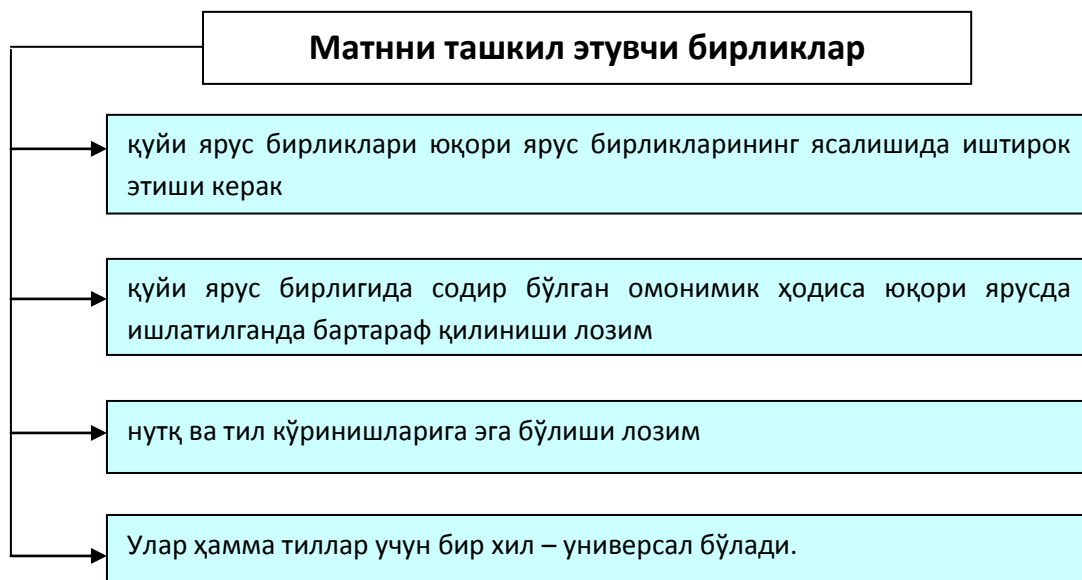 Матнни ташкил этувчи бирликлар
қуйи ярус бирликлари юқори ярус бирликларининг ясалишида иштирок
этиши керак
қуйи ярус бирлигида содир бўлган омонимик ҳодиса юқори ярусда
ишлатилганда бартараф қилиниши лозим
нутқ ва тил кўринишларига эга бўлиши лозим
Улар ҳамма тиллар учун бир хил – универсал бўлади.